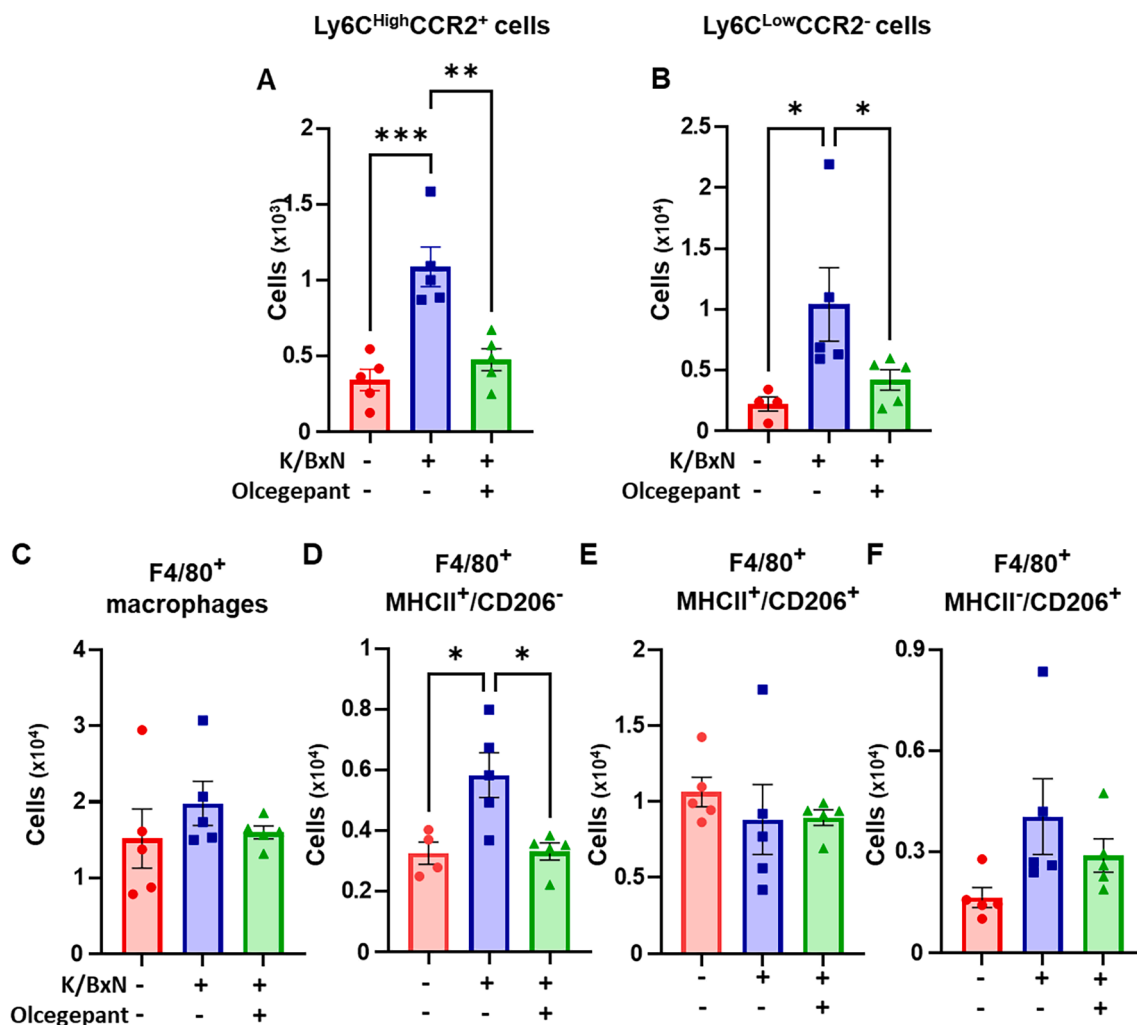 Ly6C^High CCR2⁺ cells
Ly6C^Low CCR2⁻ cells
A
**
***
2
1.5
1
0.5
0
Cells (x10³)
K/BxN - + +
Olcegepant - - +
B
* *
2.5
2
1.5
1
0.5
0
Cells (x10⁴)
K/BxN - + +
Olcegepant - - +
C
F4/80⁺
macrophages
4
3
2
1
0
Cells (x10⁴)
K/BxN - + +
Olcegepant - - +
D
F4/80⁺
MHCII⁺/CD206⁻
* *
1
0.8
0.6
0.4
0.2
0
Cells (x10⁴)
- + +
- - +
E
F4/80⁺
MHCII⁺/CD206⁺
2
1.5
1
0.5
0
Cells (x10⁴)
- + +
- - +
F
F4/80⁺
MHCII⁻/CD206⁺
0.9
0.6
0.3
0
Cells (x10⁴)
- + +
- - +